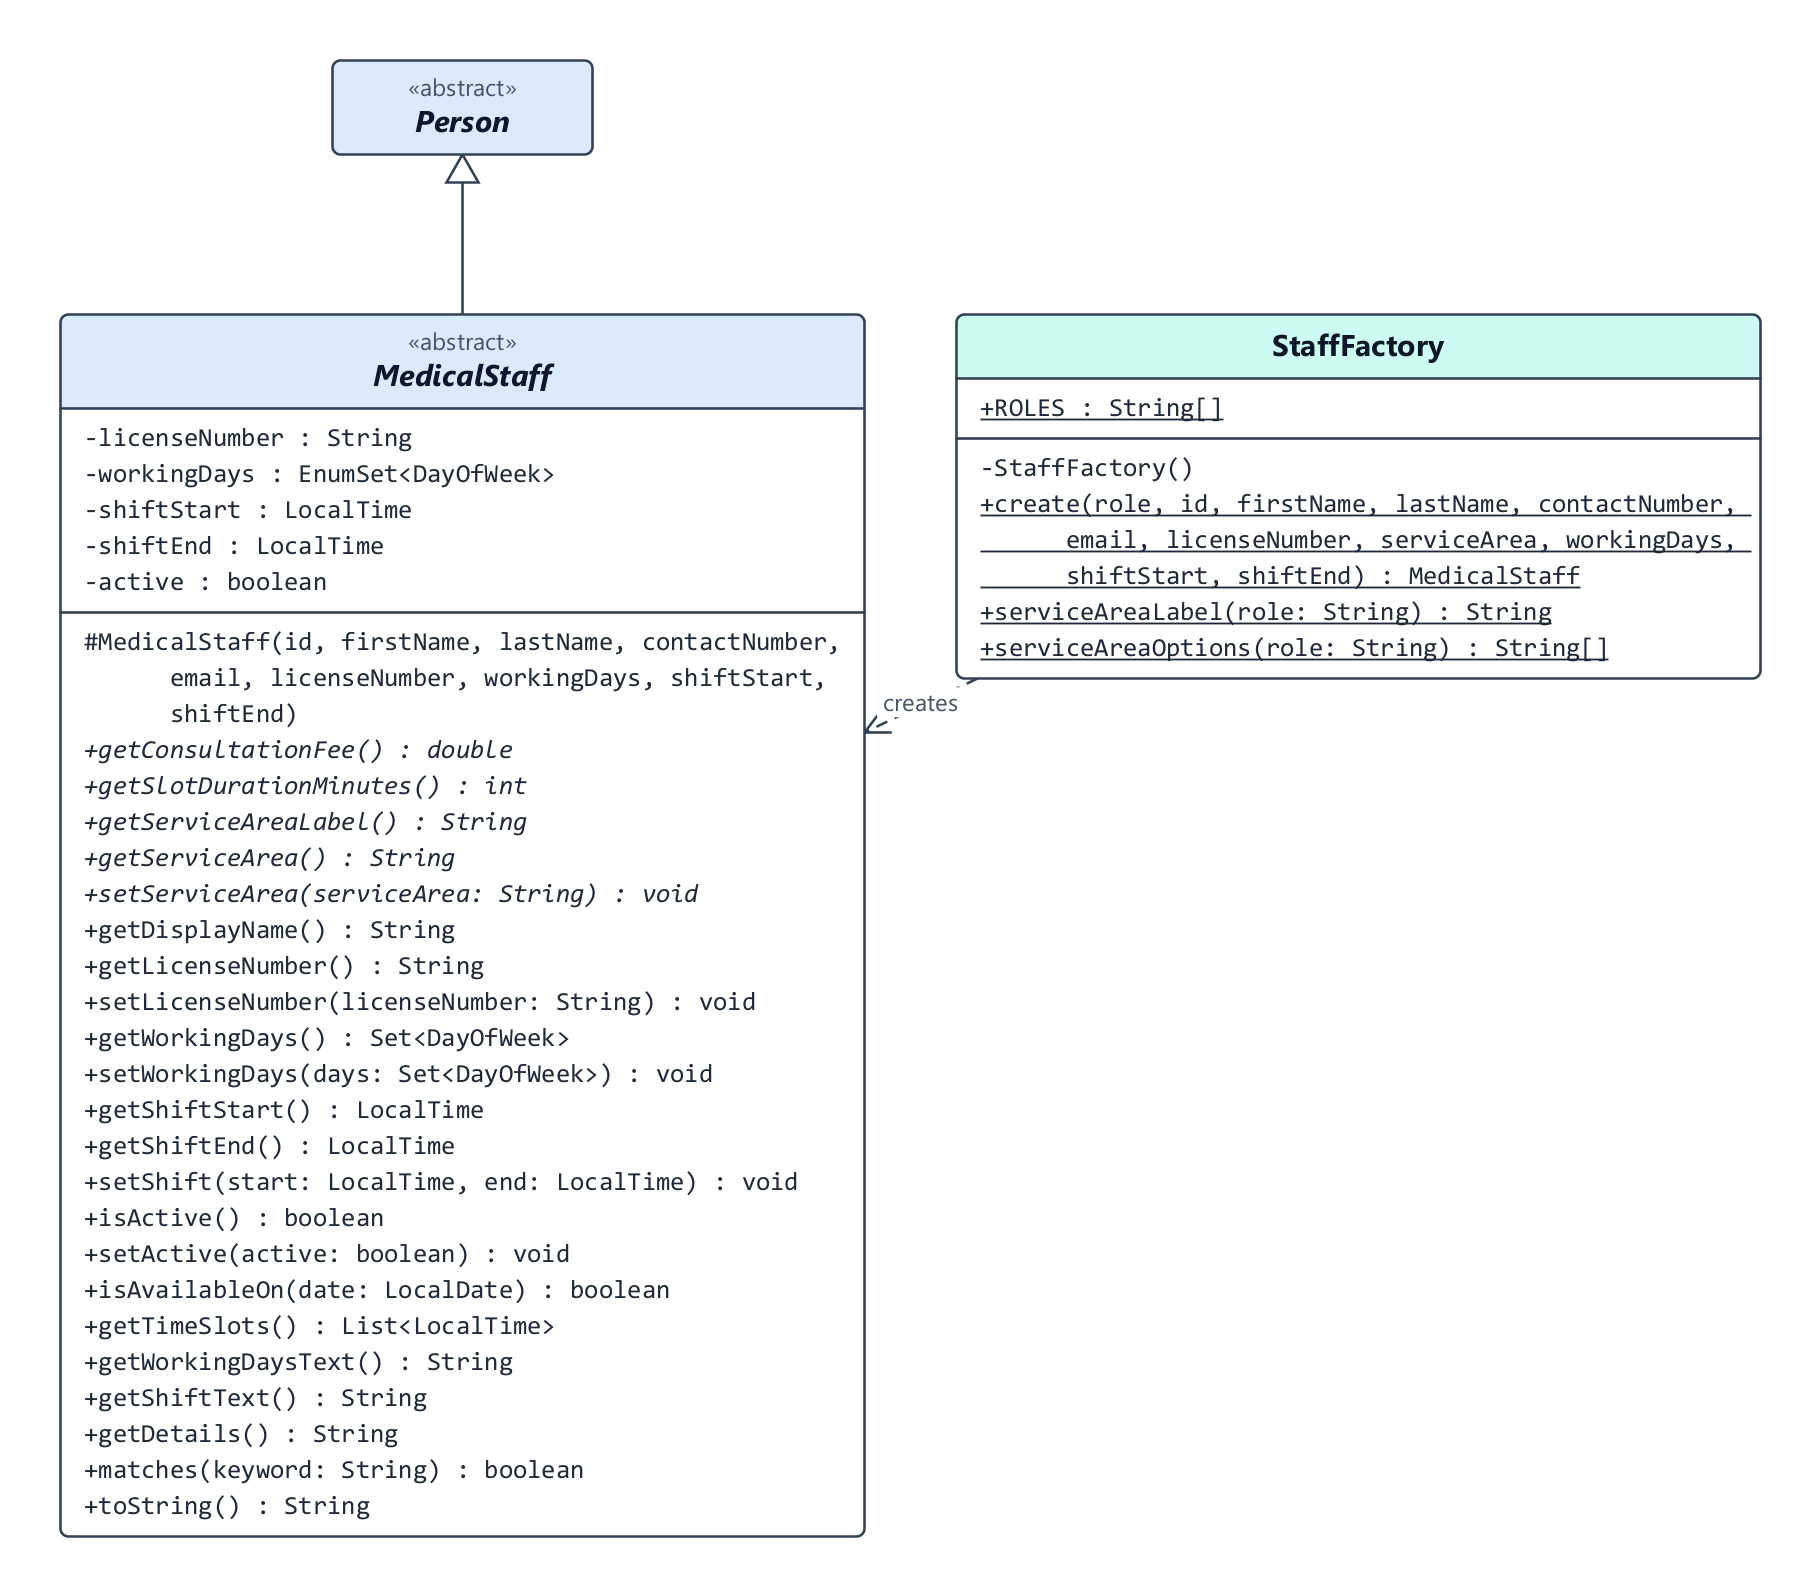 «abstract»
Person
«abstract»
MedicalStaff
-licenseNumber : String
-workingDays : EnumSet<DayOfWeek>
-shiftStart : LocalTime
-shiftEnd : LocalTime
-active : boolean
#MedicalStaff(id, firstName, lastName, contactNumber,
email, licenseNumber, workingDays, shiftStart,
shiftEnd)
+getConsultationFee() : double
+getSlotDurationMinutes() : int
+getServiceAreaLabel() : String
+getServiceArea() : String
+setServiceArea(serviceArea: String) : void
+getDisplayName() : String
+getLicenseNumber() : String
+setLicenseNumber(licenseNumber: String) : void
+getWorkingDays() : Set<DayOfWeek>
+setWorkingDays(days: Set<DayOfWeek>) : void
+getShiftStart() : LocalTime
+getShiftEnd() : LocalTime
+setShift(start: LocalTime, end: LocalTime) : void
+isActive() : boolean
+setActive(active: boolean) : void
+isAvailableOn(date: LocalDate) : boolean
+getTimeSlots() : List<LocalTime>
+getWorkingDaysText() : String
+getShiftText() : String
+getDetails() : String
+matches(keyword: String) : boolean
+toString() : String
StaffFactory
+ROLES : String[]
-StaffFactory()
+create(role, id, firstName, lastName, contactNumber,
email, licenseNumber, serviceArea, workingDays,
shiftStart, shiftEnd) : MedicalStaff
+serviceAreaLabel(role: String) : String
+serviceAreaOptions(role: String) : String[]
creates